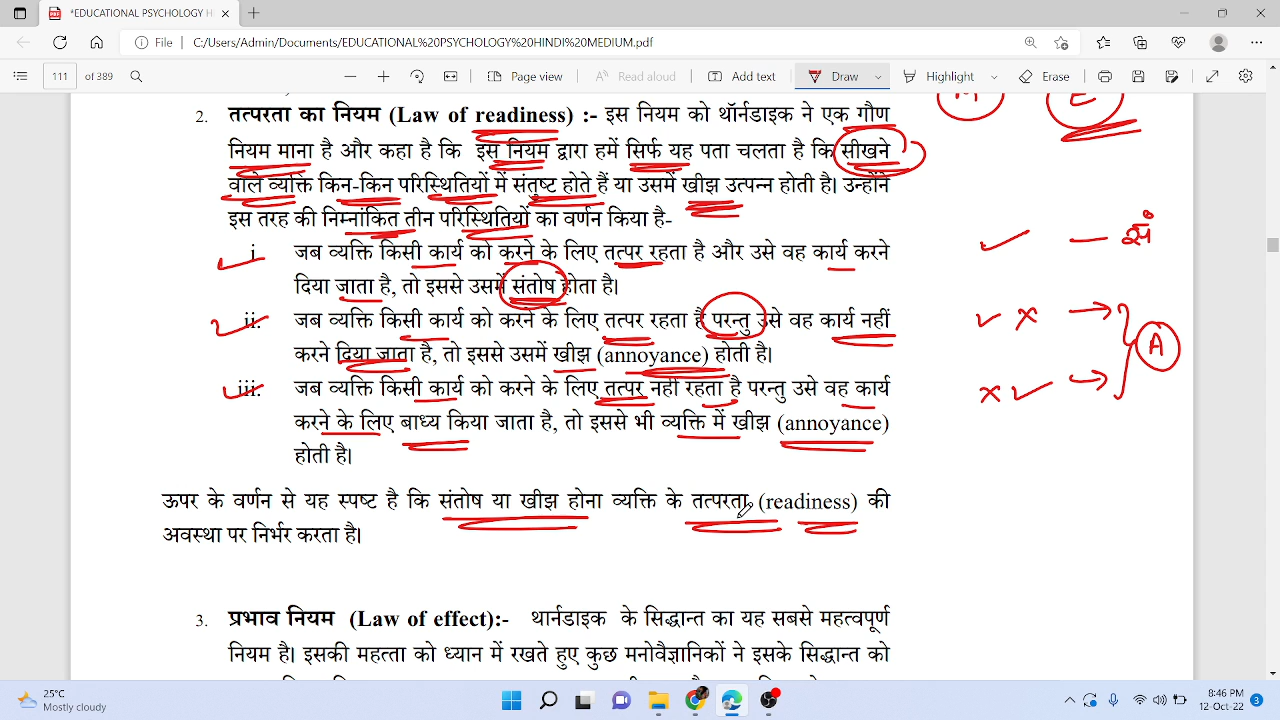 *EDUCATIONAL PSYCHOLOGY H
File C:/Users/Admin/Documents/EDUCATIONAL%20PSYCHOLOGY%20HINDI%20MEDIUM.pdf
111 of 389 Page view Read aloud Add text Draw Highlight Erase
2. तत्परता का नियम (Law of readiness) :- इस नियम को थॉर्नडाइक ने एक गौण
नियम माना है और कहा है कि इस नियम द्वारा हमें सिर्फ यह पता चलता है कि सीखने
वाले व्यक्ति किन-किन परिस्थितियों में संतुष्ट होते हैं या उसमें खीझ उत्पन्न होती है। उन्होंने
इस तरह की निम्नांकित तीन परिस्थितियों का वर्णन किया है-
i जब व्यक्ति किसी कार्य को करने के लिए तत्पर रहता है और उसे वह कार्य करने
दिया जाता है, तो इससे उसमें संतोष होता है।
ii. जब व्यक्ति किसी कार्य को करने के लिए तत्पर रहता है परन्तु उसे वह कार्य नहीं
करने दिया जाता है, तो इससे उसमें खीझ (annoyance) होती है।
iii. जब व्यक्ति किसी कार्य को करने के लिए तत्पर नहीं रहता है परन्तु उसे वह कार्य
करने के लिए बाध्य किया जाता है, तो इससे भी व्यक्ति में खीझ (annoyance)
होती है।
ऊपर के वर्णन से यह स्पष्ट है कि संतोष या खीझ होना व्यक्ति के तत्परता (readiness) की
अवस्था पर निर्भर करता है।
3. प्रभाव नियम (Law of effect):- थार्नडाइक के सिद्धान्त का यह सबसे महत्वपूर्ण
नियम है। इसकी महत्ता को ध्यान में रखते हुए कुछ मनोवैज्ञानिकों ने इसके सिद्धान्त को
E
सं
A
25°C
Mostly cloudy
8:46 PM
12-Oct-22
3